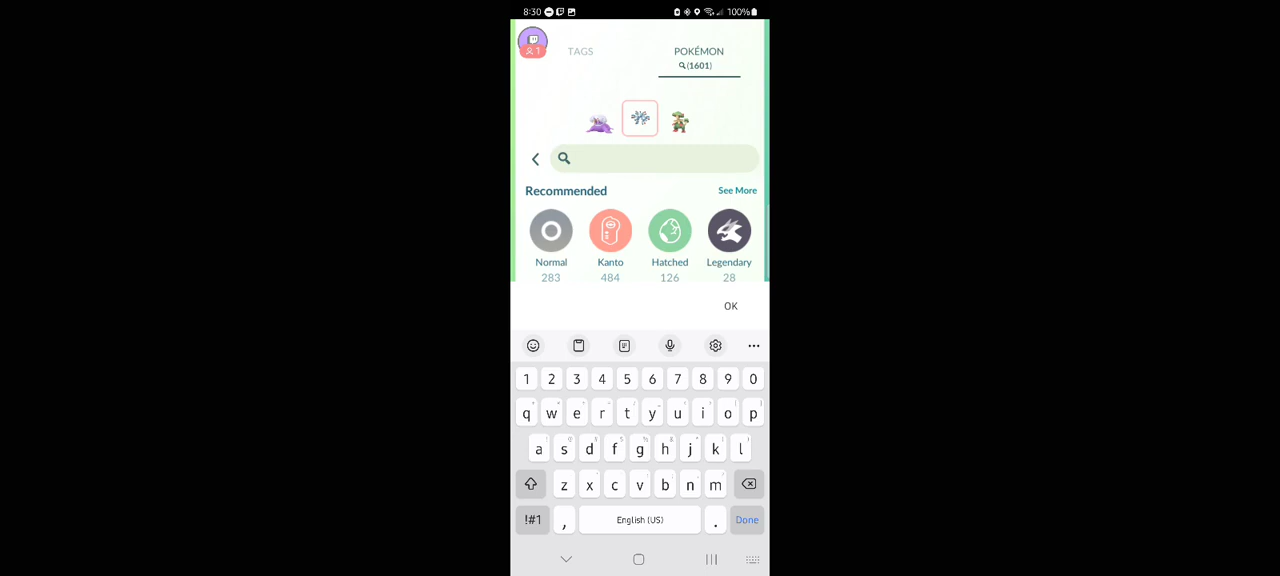 8:30 100%
1
TAGS POKÉMON
(1601)
Recommended See More
Normal Kanto Hatched Legendary
283 484 126 28
OK
1 2 3 4 5 6 7 8 9 0
q w e r t y u i o p
a s d f g h j k l
z x c v b n m
!#1 , English (US) . Done